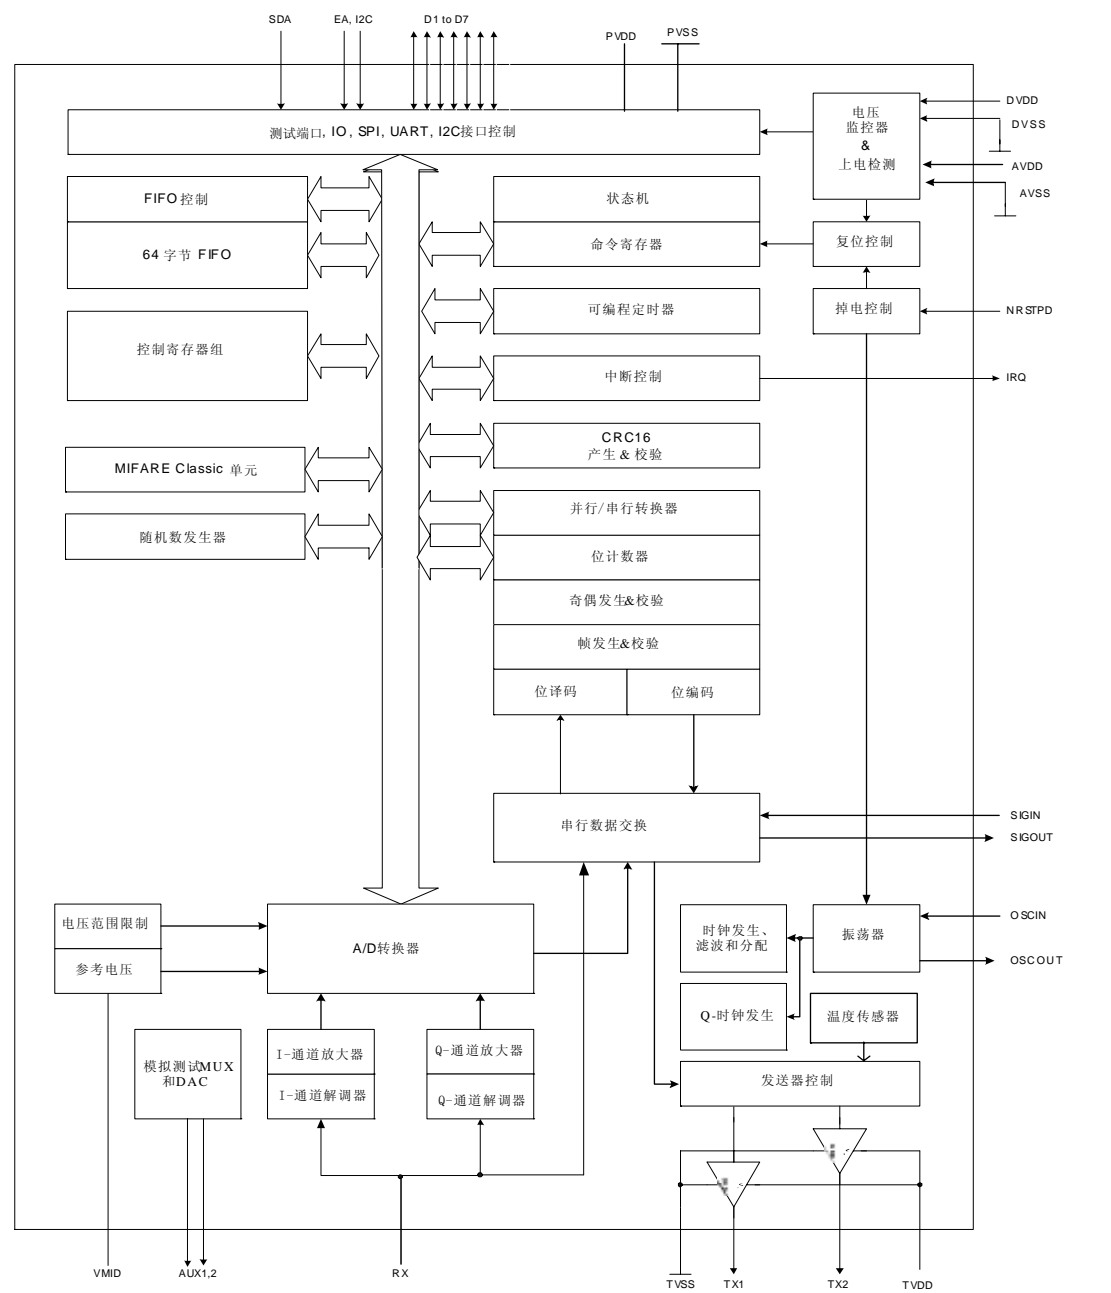 SDA
EA, I2C
D1 to D7
PVDD
PVSS
测试端口, IO, SPI, UART, I2C接口控制
电压
监控器
&
上电检测
DVDD
DVSS
AVDD
AVSS
FIFO 控制
64 字节 FIFO
状态机
命令寄存器
复位控制
控制寄存器组
可编程定时器
掉电控制
NRSTPD
中断控制
IRQ
MIFARE Classic 单元
CRC16
产生 & 校验
随机数发生器
并行/串行转换器
位计数器
奇偶发生&校验
帧发生&校验
位译码
位编码
串行数据交换
SIGIN
SIGOUT
电压范围限制
参考电压
A/D转换器
时钟发生、
滤波和分配
振荡器
OSCIN
OSCOUT
Q-时钟发生
温度传感器
模拟测试MUX
和DAC
I-通道放大器
I-通道解调器
Q-通道放大器
Q-通道解调器
发送器控制
VMID
AUX1,2
RX
TVSS
TX1
TX2
TVDD